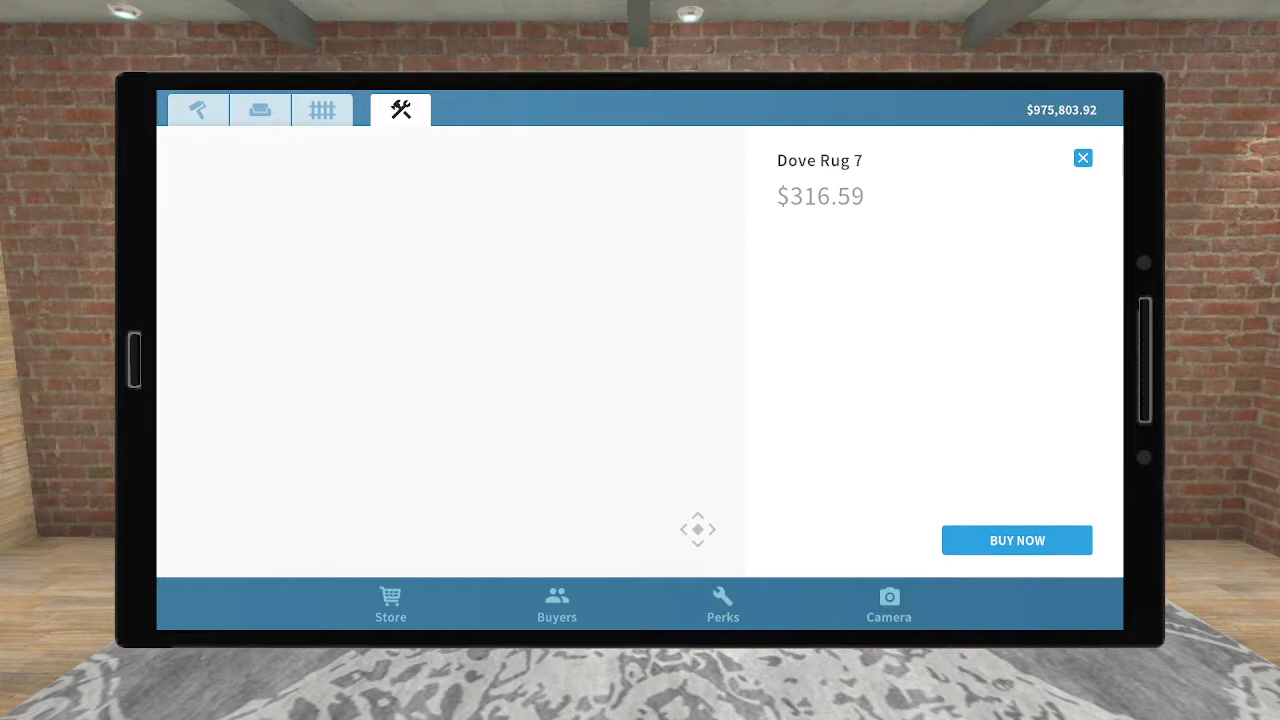 $975,803.92
Dove Rug 7
$316.59
BUY NOW
Store
Buyers
Perks
Camera